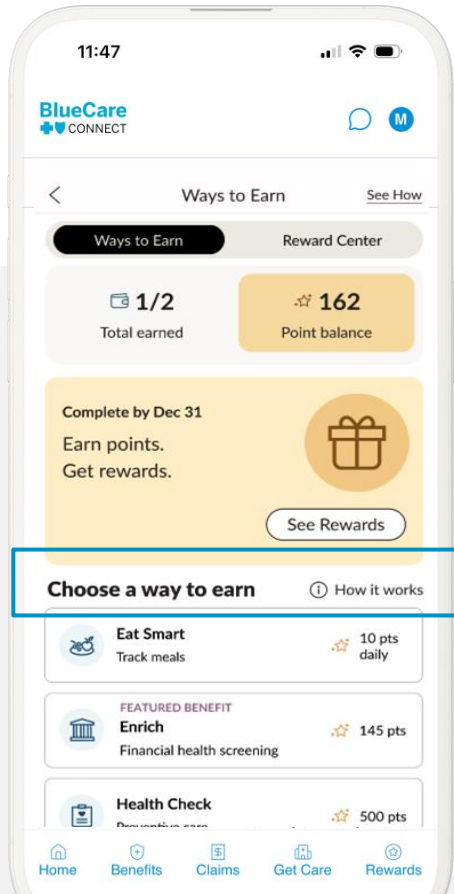 11:47
BlueCare
CONNECT
M
Ways to Earn
See How
Ways to Earn
Reward Center
1/2
Total earned
162
Point balance
Complete by Dec 31
Earn points.
Get rewards.
See Rewards
Choose a way to earn
How it works
Eat Smart
Track meals
10 pts
daily
FEATURED BENEFIT
Enrich
Financial health screening
145 pts
Health Check
Preventive care
500 pts
Home
Benefits
Claims
Get Care
Rewards